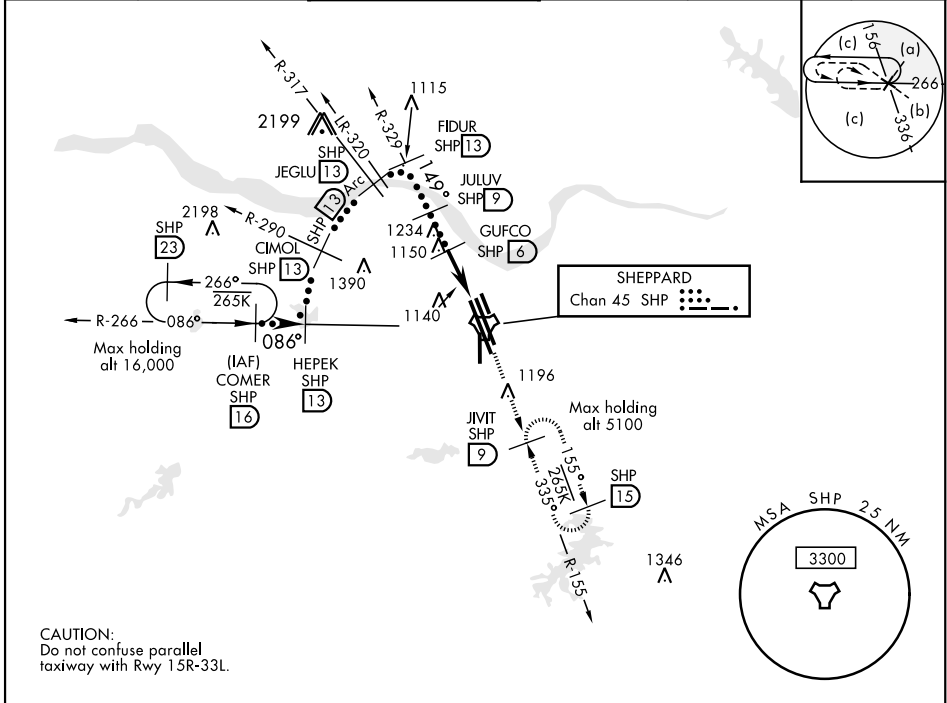 R-317
LR-320
R-329
1115
2199
FIDUR
SHP 13
SHP
JEGLU 13
149°
JULUV
SHP 9
SHP 13 Arc
1234
1150
GUFCO
SHP 6
2198
R-290
CIMOL
SHP 13
1390
SHP
23
266°
265K
R-266
086°
086°
1140
Max holding
alt 16,000
(IAF)
COMER
SHP
16
HEPEK
SHP
13
SHEPPARD
Chan 45 SHP
1196
JIVIT
SHP
9
Max holding
alt 5100
155°
265K
335°
SHP
15
R-155
1346
(c)
156
(a)
266
(b)
(c)
336
MSA SHP 25 NM
3300
CAUTION:
Do not confuse parallel
taxiway with Rwy 15R-33L.